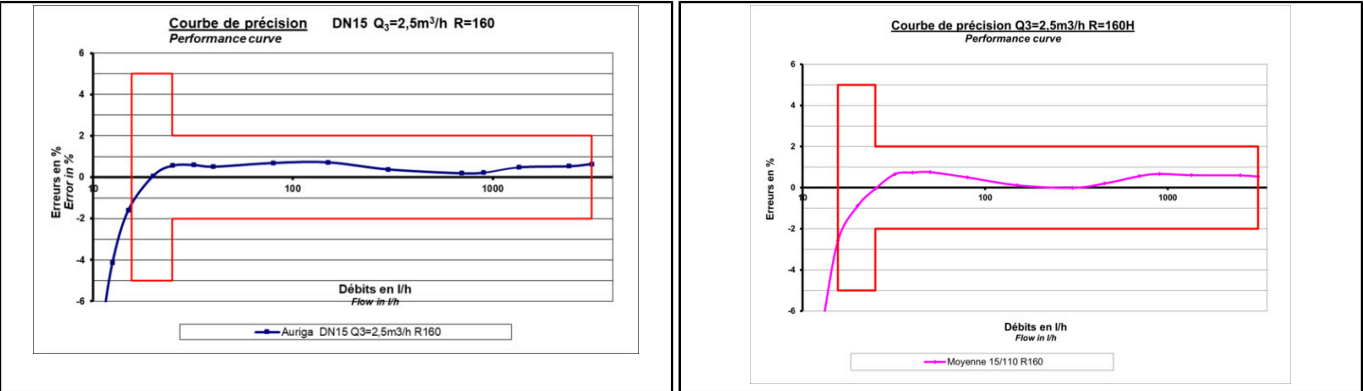 Courbe de précision DN15 Q₃=2,5m³/h R=160
Performance curve
6
4
2
0
-2
-4
-6
10
100
1000
Erreurs en %
Error in %
Débits en l/h
Flow in l/h
Auriga DN15 Q3=2,5m3/h R160
Courbe de précision Q3=2,5m3/h R=160H
Performance curve
6
4
2
0
-2
-4
-6
10
100
1000
Erreurs en %
Débits en l/h
Flow in l/h
Moyenne 15/110 R160